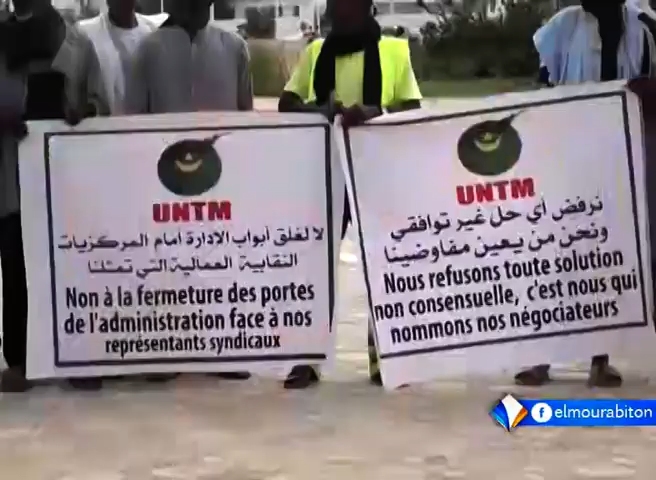 UNTM
لا لغلق أبواب الادارة امام المركزيات
النقابية العمالية التي تمثلنا
Non à la fermeture des portes
de l'administration face à nos
représentants syndicaux
UNTM
نرفض أي حل غير توافقي
ونحن من يعين مفاوضينا
Nous refusons toute solution
non consensuelle, c'est nous qui
nommons nos négociateurs
elmourabiton